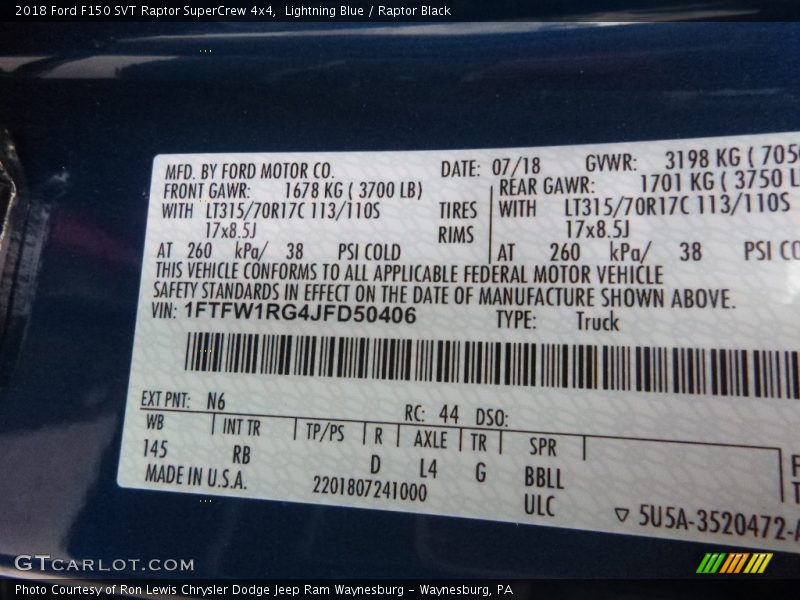 2018 Ford F150 SVT Raptor SuperCrew 4x4,  Lightning Blue / Raptor Black
MFD. BY FORD MOTOR CO. DATE: 07/18 GVWR: 3198 KG ( 7050
FRONT GAWR: 1678 KG ( 3700 LB) REAR GAWR: 1701 KG ( 3750 L
WITH LT315/70R17C 113/110S TIRES WITH LT315/70R17C 113/110S
17x8.5J RIMS 17x8.5J
AT 260 kPa/ 38 PSI COLD AT 260 kPa/ 38 PSI CO
THIS VEHICLE CONFORMS TO ALL APPLICABLE FEDERAL MOTOR VEHICLE
SAFETY STANDARDS IN EFFECT ON THE DATE OF MANUFACTURE SHOWN ABOVE.
VIN: 1FTFW1RG4JFD50406 TYPE: Truck
EXT PNT: N6 RC: 44 DSO:
WB INT TR TP/PS R AXLE TR SPR
145 RB D L4 G BBLL
MADE IN U.S.A. 2201807241000 ULC
▽ 5U5A-3520472-A
GTCARLOT.COM
Photo Courtesy of Ron Lewis Chrysler Dodge Jeep Ram Waynesburg - Waynesburg, PA